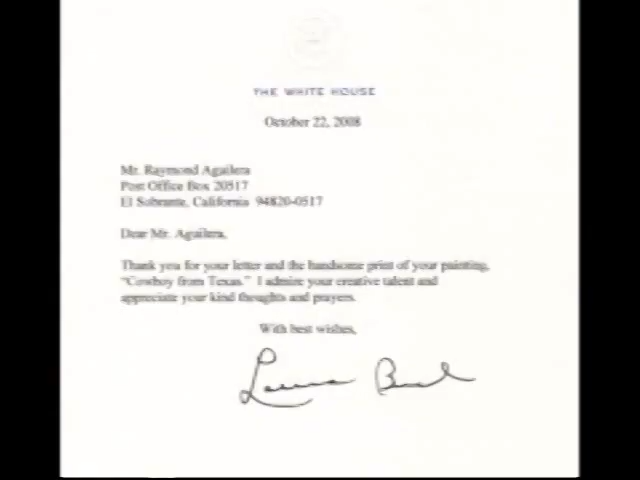 THE WHITE HOUSE
October 22, 2008
Mr. Raymond Aguilera
Post Office Box 20517
El Sobrante, California 94820-0517
Dear Mr. Aguilera,
Thank you for your letter and the handsome print of your painting,
"Cowboy from Texas." I admire your creative talent and
appreciate your kind thoughts and prayers.
With best wishes,
Laura Bush